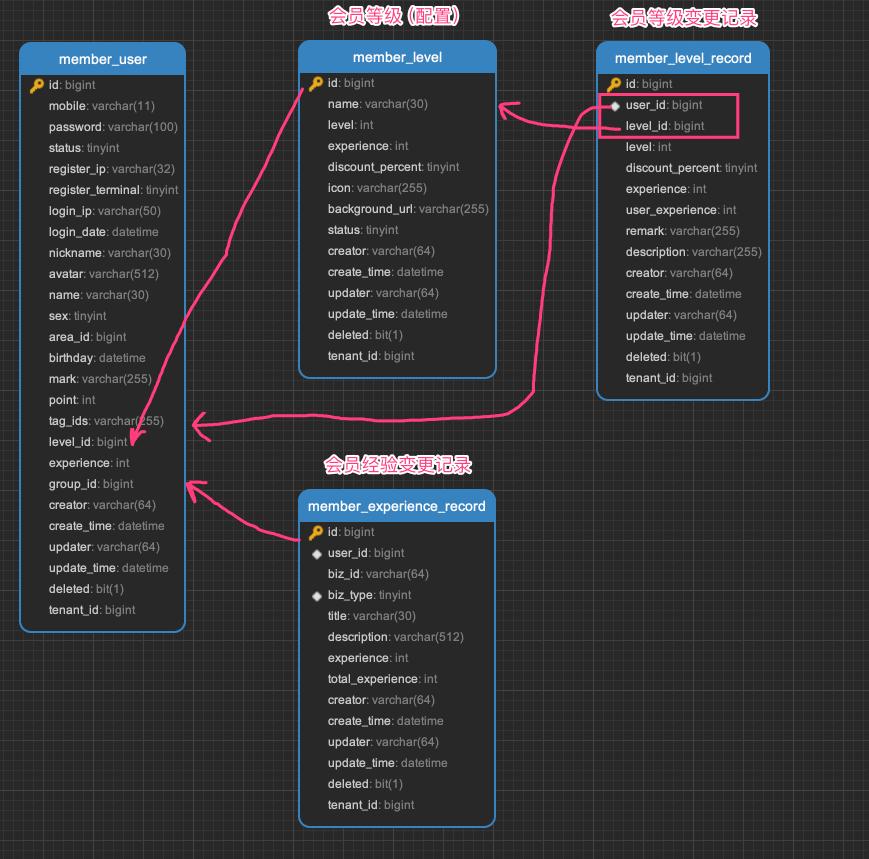 member_user
id: bigint
mobile: varchar(11)
password: varchar(100)
status: tinyint
register_ip: varchar(32)
register_terminal: tinyint
login_ip: varchar(50)
login_date: datetime
nickname: varchar(30)
avatar: varchar(512)
name: varchar(30)
sex: tinyint
area_id: bigint
birthday: datetime
mark: varchar(255)
point: int
tag_ids: varchar(255)
level_id: bigint
experience: int
group_id: bigint
creator: varchar(64)
create_time: datetime
updater: varchar(64)
update_time: datetime
deleted: bit(1)
tenant_id: bigint
会员等级 (配置)
member_level
id: bigint
name: varchar(30)
level: int
experience: int
discount_percent: tinyint
icon: varchar(255)
background_url: varchar(255)
status: tinyint
creator: varchar(64)
create_time: datetime
updater: varchar(64)
update_time: datetime
deleted: bit(1)
tenant_id: bigint
会员等级变更记录
member_level_record
id: bigint
user_id: bigint
level_id: bigint
level: int
discount_percent: tinyint
experience: int
user_experience: int
remark: varchar(255)
description: varchar(255)
creator: varchar(64)
create_time: datetime
updater: varchar(64)
update_time: datetime
deleted: bit(1)
tenant_id: bigint
会员经验变更记录
member_experience_record
id: bigint
user_id: bigint
biz_id: varchar(64)
biz_type: tinyint
title: varchar(30)
description: varchar(512)
experience: int
total_experience: int
creator: varchar(64)
create_time: datetime
updater: varchar(64)
update_time: datetime
deleted: bit(1)
tenant_id: bigint